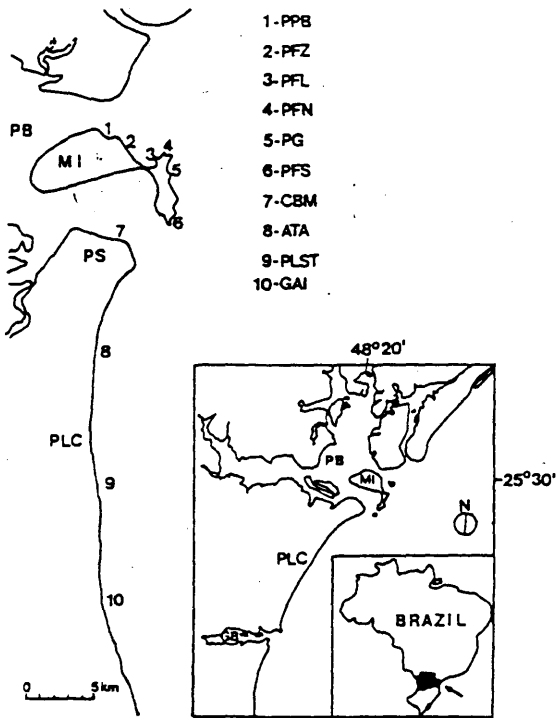 1-PPB
2-PFZ
3-PFL
4-PFN
5-PG
6-PFS
7-CBM
8-ATA
9-PLST
10-GAI
PB
MI
1
2
3
4
5
6
7
PS
8
PLC
9
10
0 5km
48°20'
PB
MI
25°30'
N
PLC
GB
BRAZIL